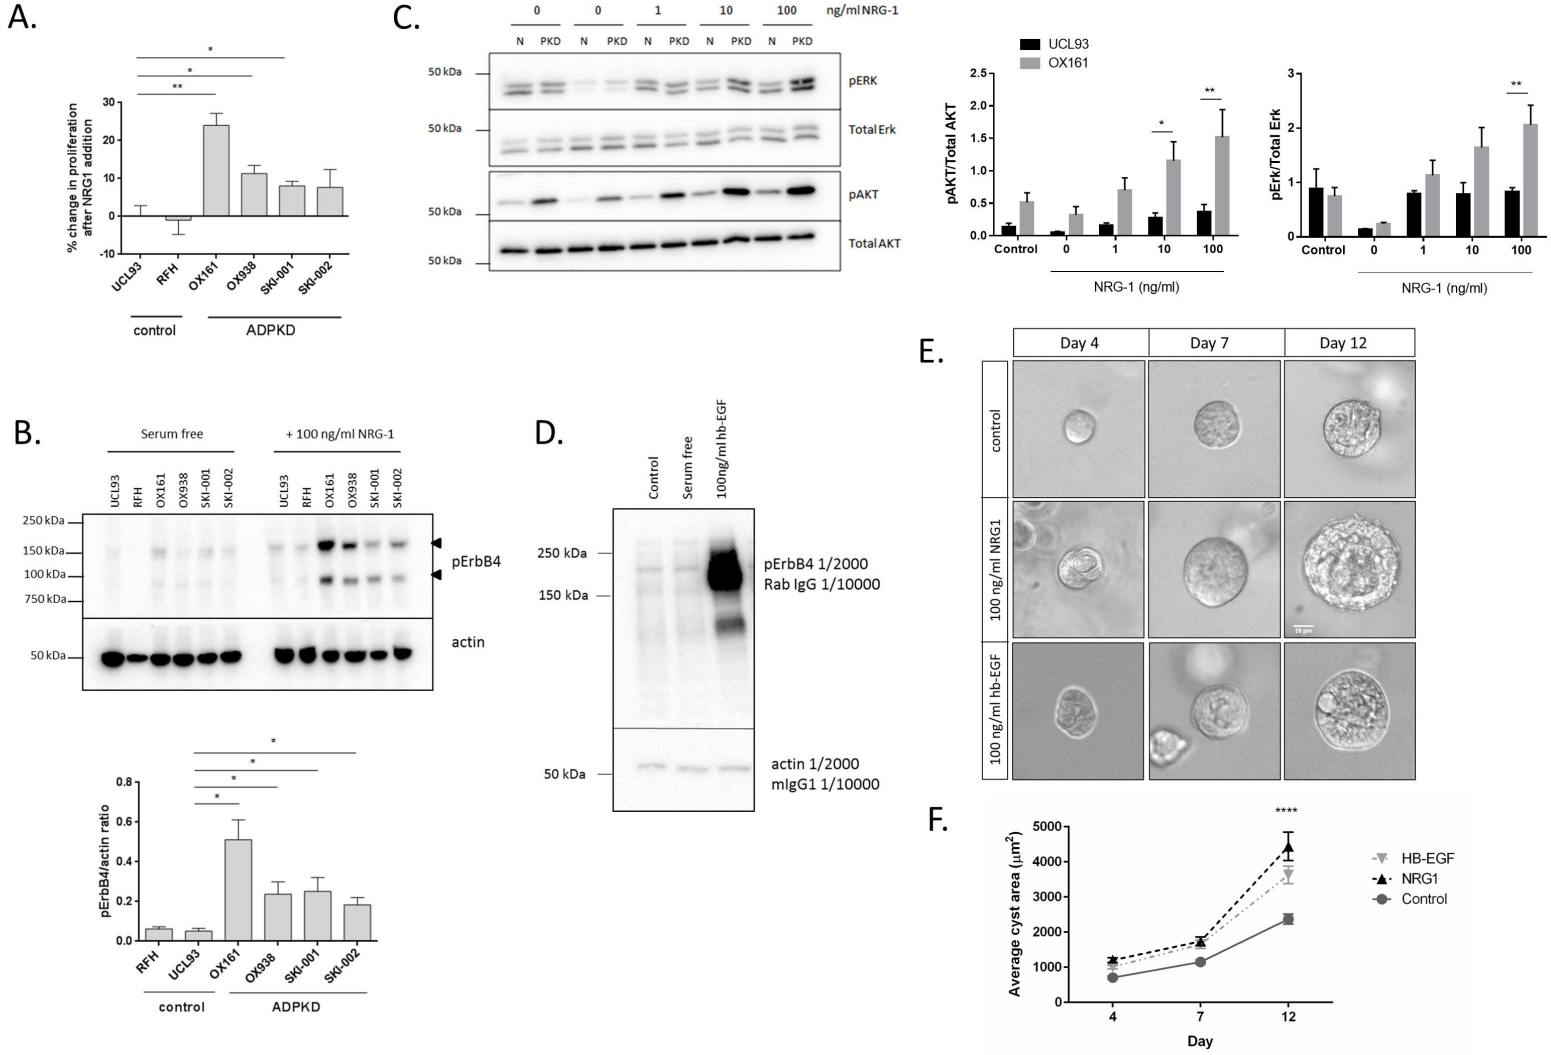 A.
* 
*
**
% change in proliferation
after NRG1 addition
30
20
10
0
-10
UCL93
RFH
OX161
OX938
SKI-001
SKI-002
control
ADPKD
C.
0
0
1
10
100
ng/ml NRG-1
N
PKD
N
PKD
N
PKD
N
PKD
N
PKD
50 kDa
pERK
50 kDa
Total Erk
pAKT
50 kDa
Total AKT
50 kDa
UCL93
OX161
pAKT/Total AKT
2.5
2.0
1.5
1.0
0.5
0.0
*
**
Control
0
1
10
100
NRG-1 (ng/ml)
pErk/Total Erk
3
2
1
0
**
Control
0
1
10
100
NRG-1 (ng/ml)
B.
Serum free
+ 100 ng/ml NRG-1
UCL93
RFH
OX161
OX938
SKI-001
SKI-002
UCL93
RFH
OX161
OX938
SKI-001
SKI-002
250 kDa
150 kDa
100 kDa
750 kDa
pErbB4
50 kDa
actin
*
*
*
*
pErbB4/actin ratio
0.8
0.6
0.4
0.2
0.0
RFH
UCL93
OX161
OX938
SKI-001
SKI-002
control
ADPKD
D.
Control
Serum free
100ng/ml hb-EGF
250 kDa
150 kDa
50 kDa
pErbB4 1/2000
Rab IgG 1/10000
actin 1/2000
mIgG1 1/10000
E.
Day 4
Day 7
Day 12
control
100 ng/ml NRG1
100 ng/ml hb-EGF
F.
****
Average cyst area (μm²)
5000
4000
3000
2000
1000
0
4
7
12
Day
HB-EGF
NRG1
Control